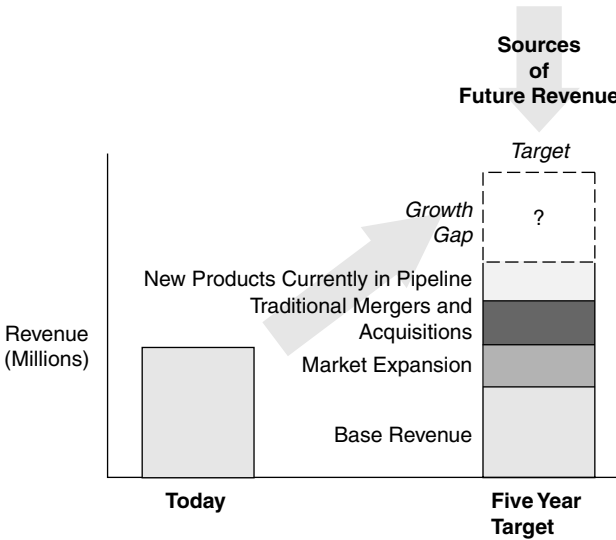 Sources
of
Future Revenue
Target
Growth
Gap
?
New Products Currently in Pipeline
Traditional Mergers and
Acquisitions
Revenue
(Millions)
Market Expansion
Base Revenue
Today
Five Year
Target